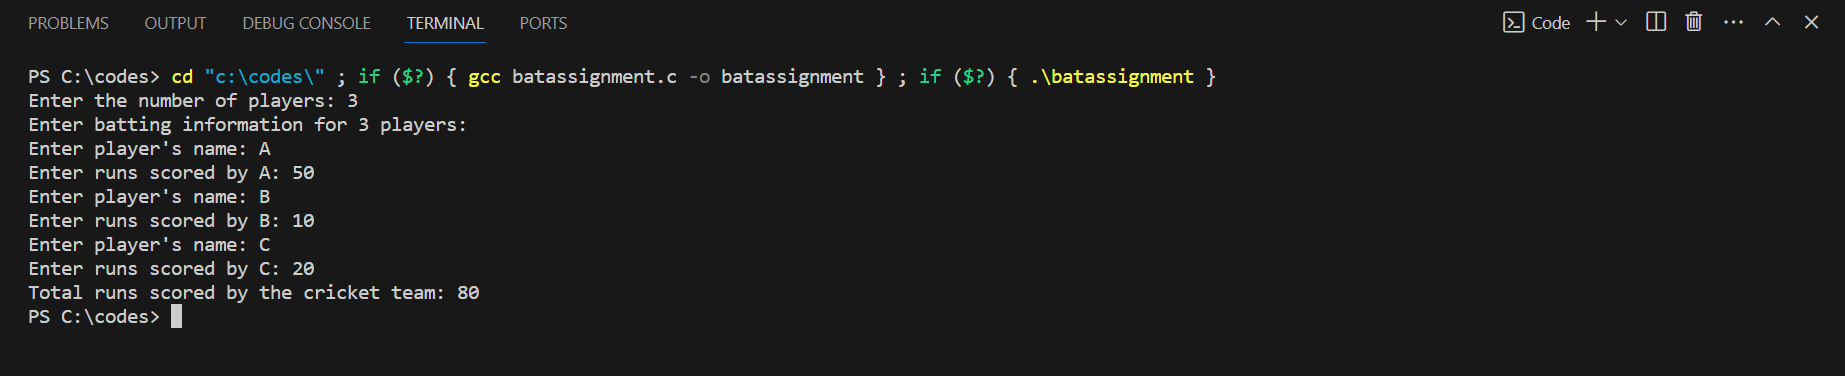 PROBLEMS OUTPUT DEBUG CONSOLE TERMINAL PORTS Code
PS C:\codes> cd "c:\codes\" ; if ($?) { gcc batassignment.c -o batassignment } ; if ($?) { .\batassignment }
Enter the number of players: 3
Enter batting information for 3 players:
Enter player's name: A
Enter runs scored by A: 50
Enter player's name: B
Enter runs scored by B: 10
Enter player's name: C
Enter runs scored by C: 20
Total runs scored by the cricket team: 80
PS C:\codes>